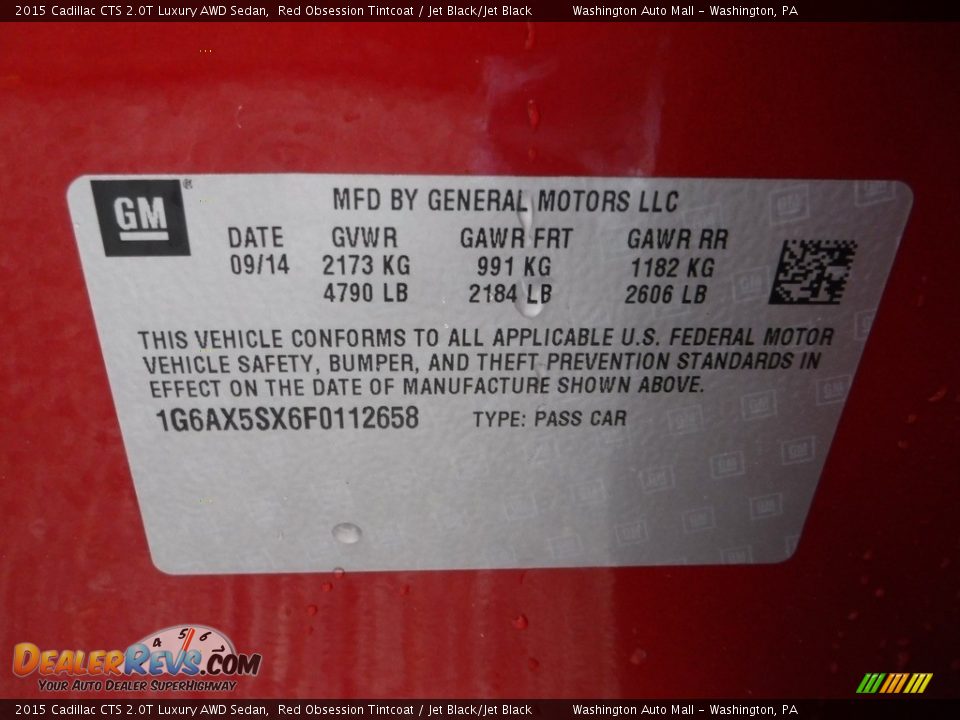 2015 Cadillac CTS 2.0T Luxury AWD Sedan, Red Obsession Tintcoat / Jet Black/Jet Black Washington Auto Mall - Washington, PA
GM ®
MFD BY GENERAL MOTORS LLC
DATE GVWR GAWR FRT GAWR RR
09/14 2173 KG 991 KG 1182 KG
4790 LB 2184 LB 2606 LB
THIS VEHICLE CONFORMS TO ALL APPLICABLE U.S. FEDERAL MOTOR
VEHICLE SAFETY, BUMPER, AND THEFT PREVENTION STANDARDS IN
EFFECT ON THE DATE OF MANUFACTURE SHOWN ABOVE.
1G6AX5SX6F0112658 TYPE: PASS CAR
4 5 6
DEALERREVS.COM
YOUR AUTO DEALER SUPERHIGHWAY
2015 Cadillac CTS 2.0T Luxury AWD Sedan, Red Obsession Tintcoat / Jet Black/Jet Black Washington Auto Mall - Washington, PA